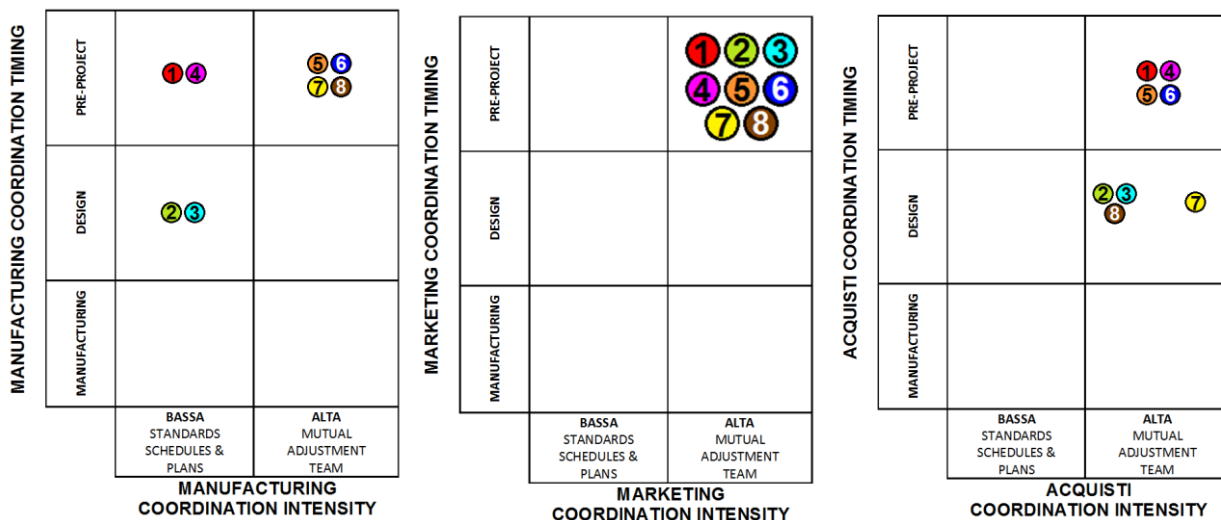 MANUFACTURING COORDINATION TIMING
PRE-PROJECT
1 4
5 6
7 8
DESIGN
2 3
MANUFACTURING
BASSA
STANDARDS
SCHEDULES &
PLANS
ALTA
MUTUAL
ADJUSTMENT
TEAM
MANUFACTURING
COORDINATION INTENSITY
MARKETING COORDINATION TIMING
PRE-PROJECT
1 2 3
4 5 6
7 8
DESIGN
MANUFACTURING
BASSA
STANDARDS
SCHEDULES &
PLANS
ALTA
MUTUAL
ADJUSTMENT
TEAM
MARKETING
COORDINATION INTENSITY
ACQUISTI COORDINATION TIMING
PRE-PROJECT
1 4
5 6
DESIGN
2 3 7
8
MANUFACTURING
BASSA
STANDARDS
SCHEDULES &
PLANS
ALTA
MUTUAL
ADJUSTMENT
TEAM
ACQUISTI
COORDINATION INTENSITY